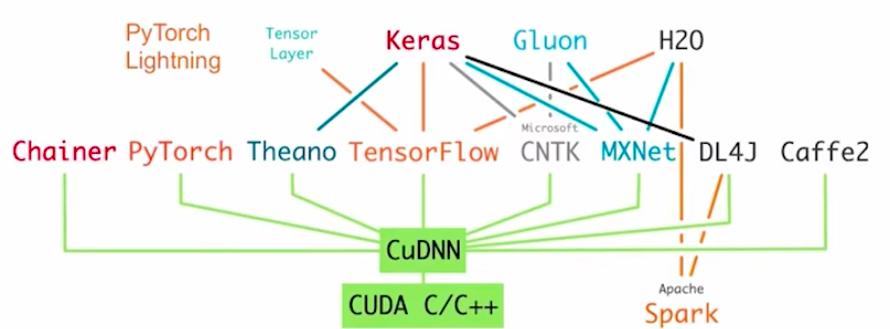 PyTorch
Lightning
Tensor
Layer
Keras
Gluon
H2O
Chainer
PyTorch
Theano
TensorFlow
Microsoft
CNTK
MXNet
DL4J
Caffe2
CuDNN
CUDA C/C++
Apache
Spark